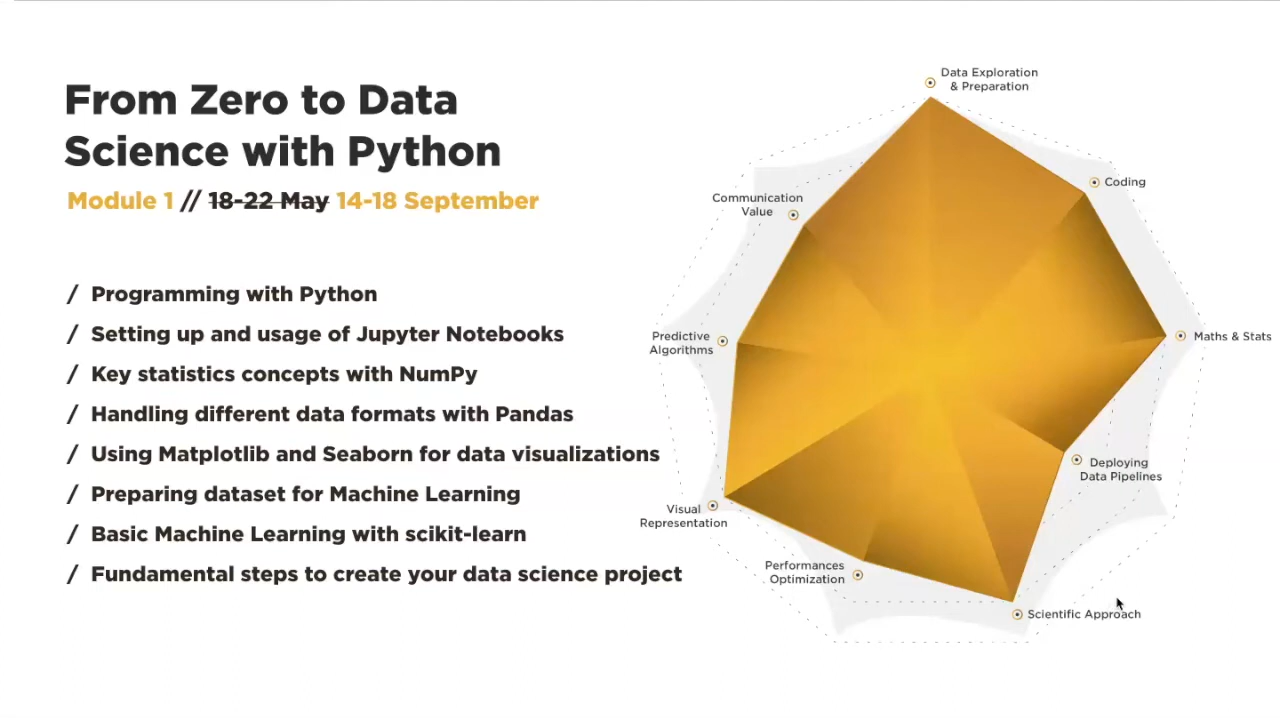 From Zero to Data
Science with Python
Module 1 // 18-22 May 14-18 September
/ Programming with Python
/ Setting up and usage of Jupyter Notebooks
/ Key statistics concepts with NumPy
/ Handling different data formats with Pandas
/ Using Matplotlib and Seaborn for data visualizations
/ Preparing dataset for Machine Learning
/ Basic Machine Learning with scikit-learn
/ Fundamental steps to create your data science project
Data Exploration
& Preparation
Coding
Maths & Stats
Deploying
Data Pipelines
Scientific Approach
Performances
Optimization
Visual
Representation
Predictive
Algorithms
Communication
Value